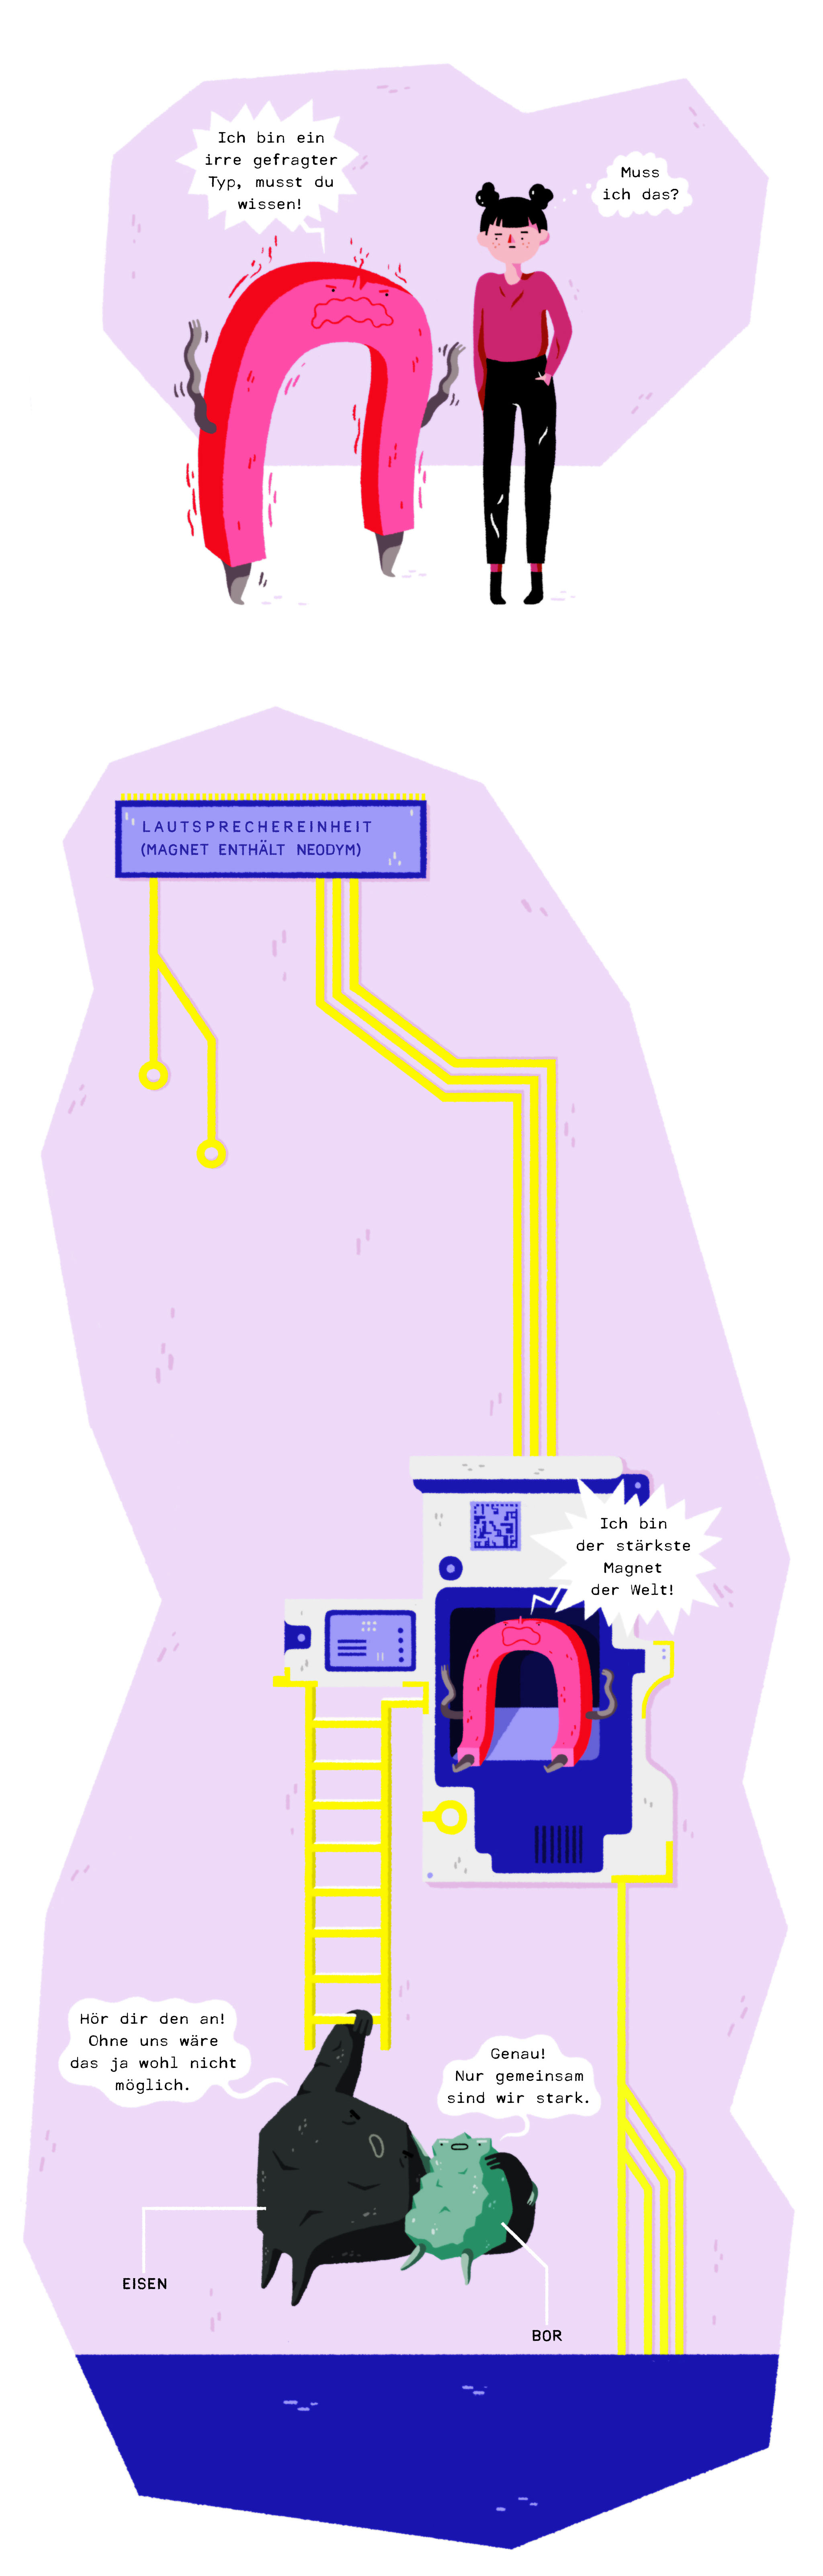 Ich bin ein
irre gefragter
Typ, musst du
wissen!
Muss
ich das?
LAUTSPRECHEREINHEIT
(MAGNET ENTHÄLT NEODYM)
Ich bin
der stärkste
Magnet
der Welt!
Hör dir den an!
Ohne uns wäre
das ja wohl nicht
möglich.
Genau!
Nur gemeinsam
sind wir stark.
EISEN
BOR